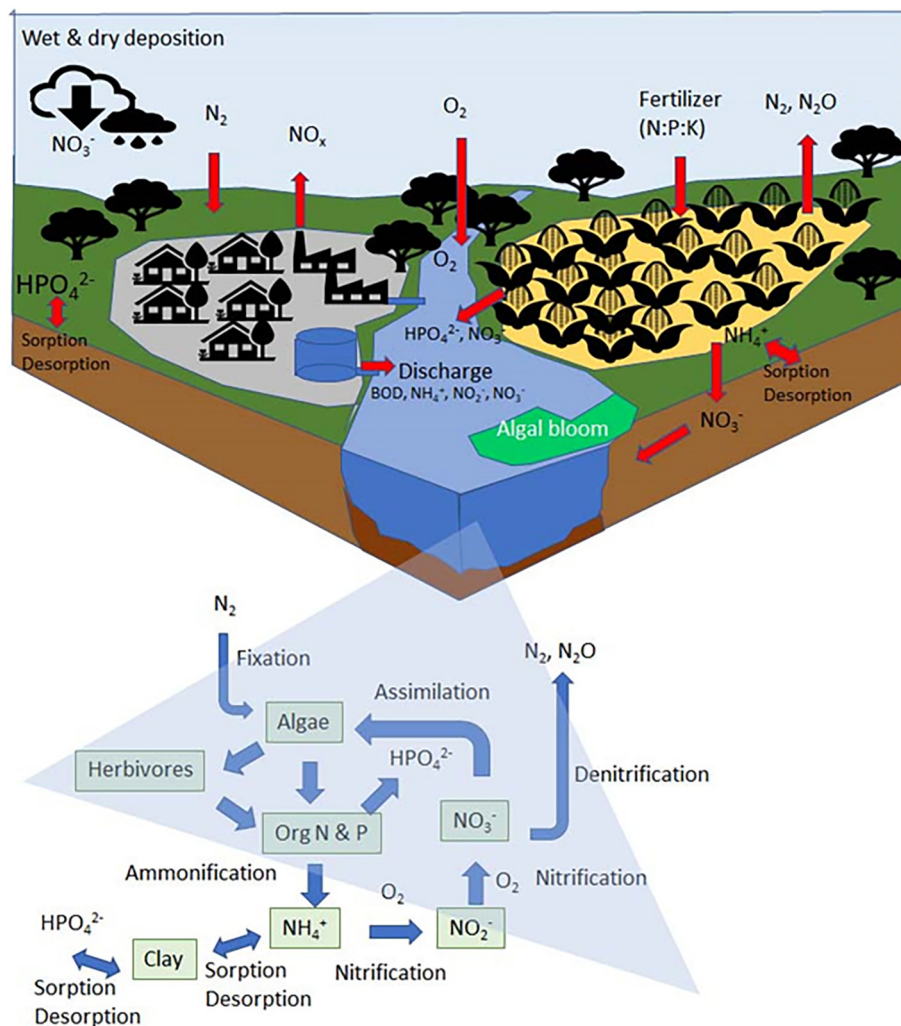 Wet & dry deposition
NO₃⁻
N₂
NOₓ
O₂
Fertilizer
(N:P:K)
N₂, N₂O
O₂
HPO₄²⁻
Sorption
Desorption
HPO₄²⁻, NO₃⁻
NH₄⁺
Sorption
Desorption
Discharge
BOD, NH₄⁺, NO₂⁻, NO₃⁻
NO₃⁻
Algal bloom
N₂
Fixation
N₂, N₂O
Assimilation
Algae
HPO₄²⁻
Herbivores
Denitrification
NO₃⁻
Org N & P
Ammonification
O₂
Nitrification
O₂
HPO₄²⁻
NH₄⁺
NO₂⁻
Clay
Sorption
Desorption
Nitrification
Sorption
Desorption